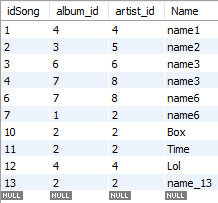 idSong album_id artist_id Name
1 4 4 name1
2 3 5 name2
3 6 6 name3
4 7 8 name3
6 7 8 name6
7 1 2 name6
10 2 2 Box
11 2 2 Time
12 4 4 Lol
13 2 2 name_13
NULL NULL NULL NULL